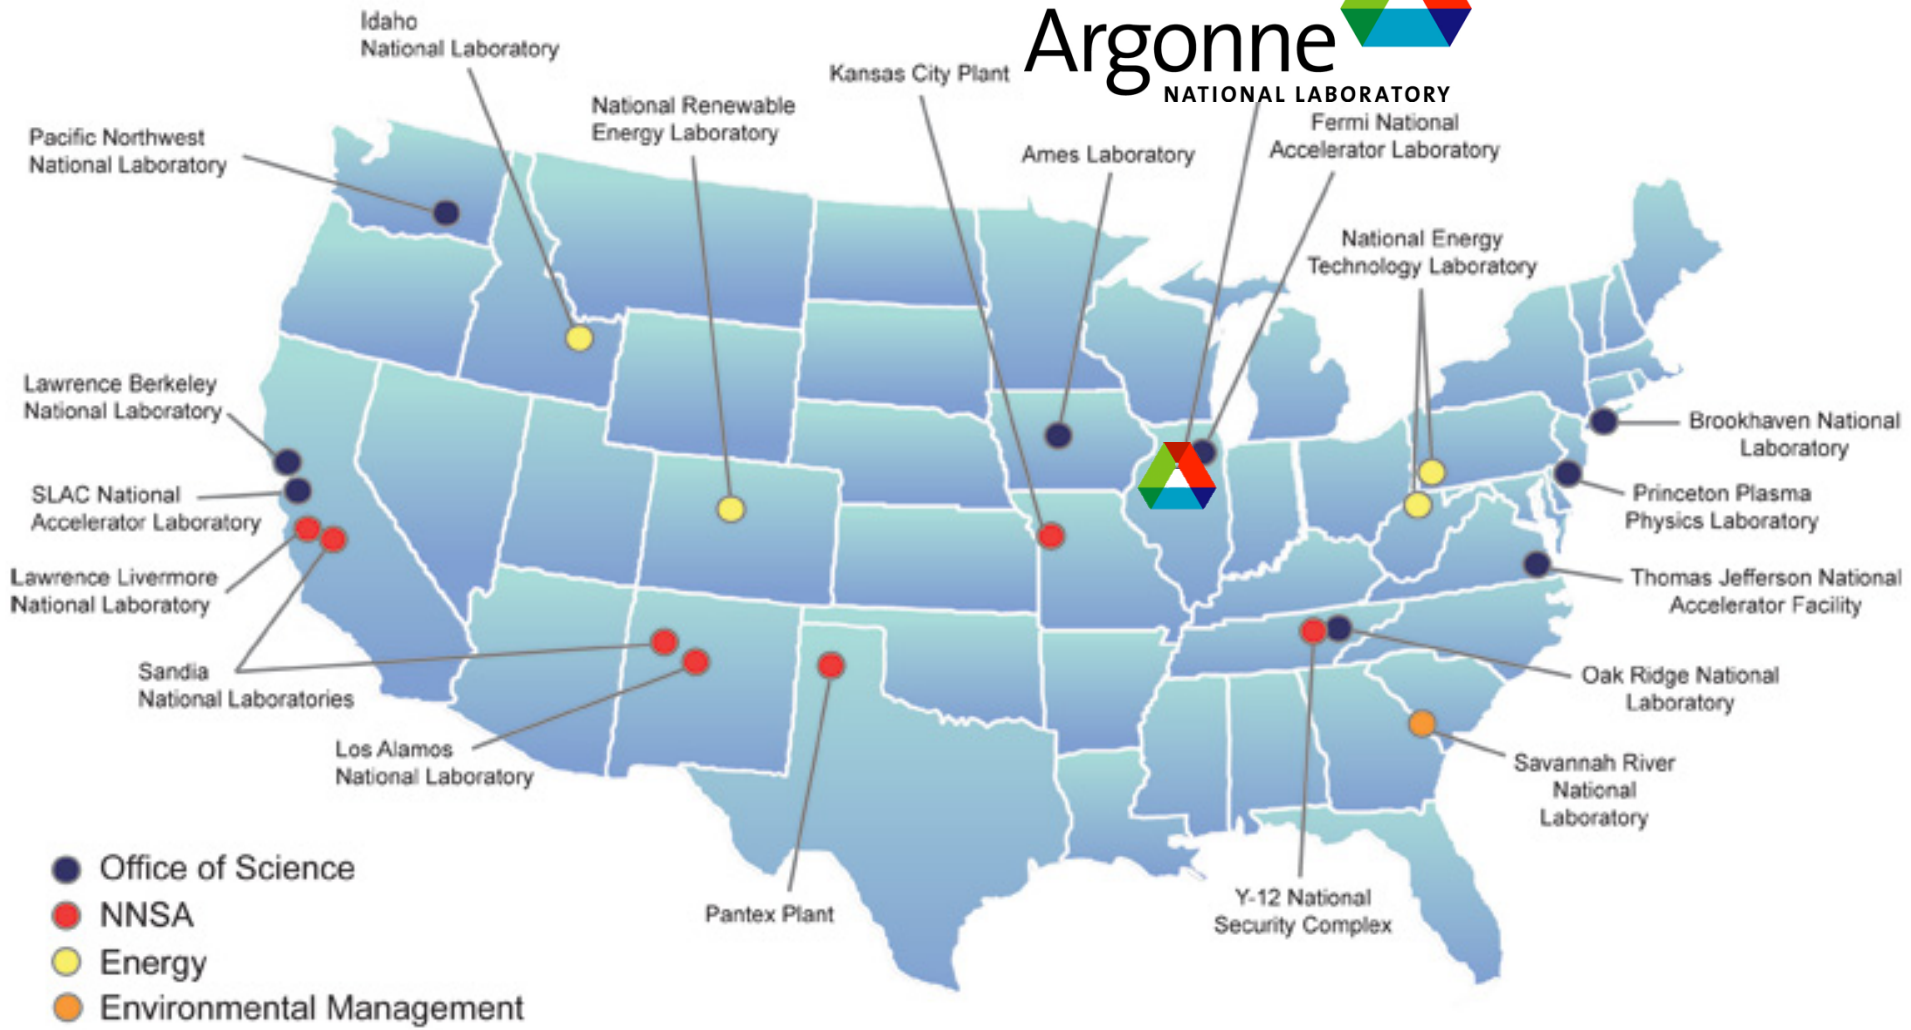 Idaho
National Laboratory
Argonne
NATIONAL LABORATORY
Kansas City Plant
National Renewable
Energy Laboratory
Pacific Northwest
National Laboratory
Fermi National
Accelerator Laboratory
Ames Laboratory
National Energy
Technology Laboratory
Lawrence Berkeley
National Laboratory
Brookhaven National
Laboratory
SLAC National
Accelerator Laboratory
Princeton Plasma
Physics Laboratory
Lawrence Livermore
National Laboratory
Thomas Jefferson National
Accelerator Facility
Sandia
National Laboratories
Oak Ridge National
Laboratory
Los Alamos
National Laboratory
Savannah River
National
Laboratory
Pantex Plant
Y-12 National
Security Complex
Office of Science
NNSA
Energy
Environmental Management